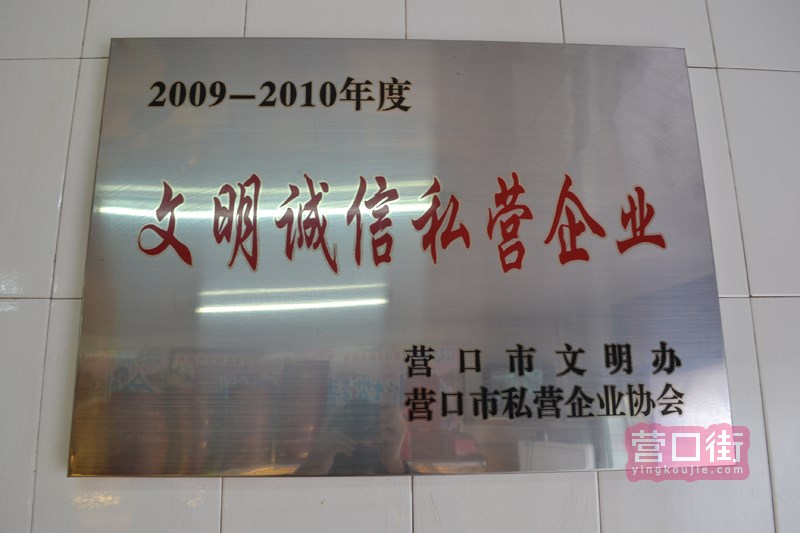 2009—2010年度
文明诚信私营企业
营口市文明办
营口市私营企业协会
营口街
yingkoujie.com